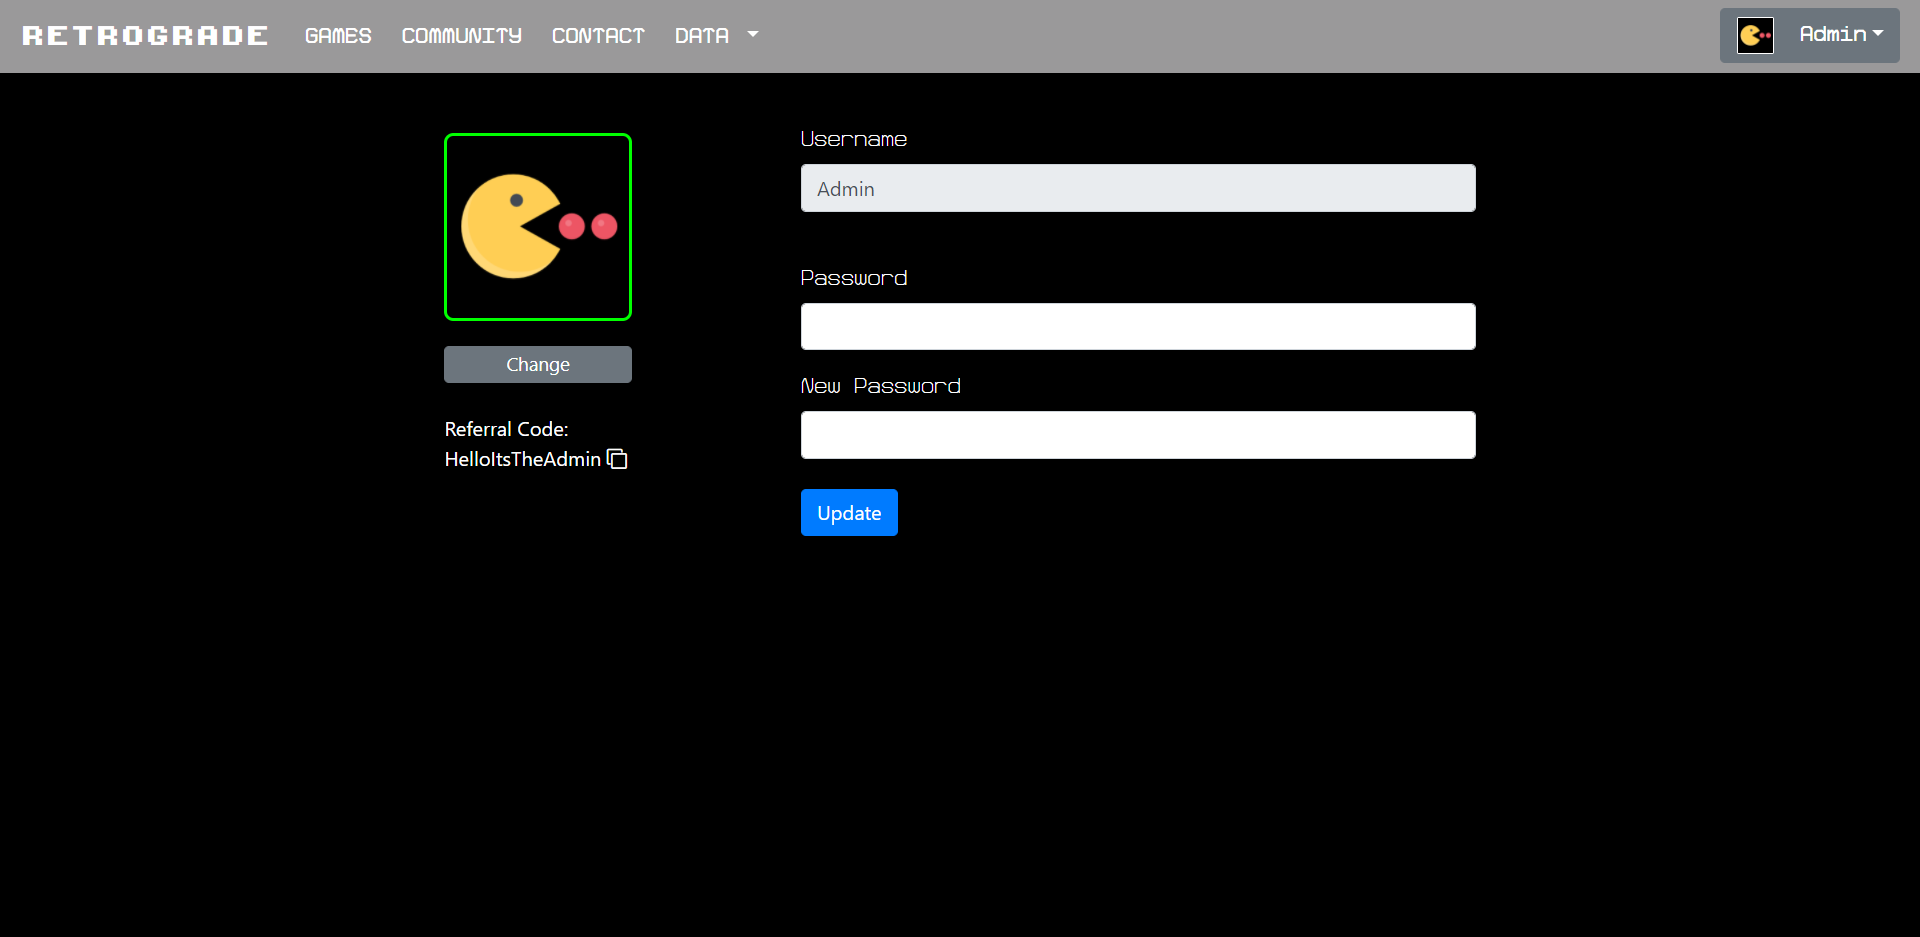 RETROGRADE GAMES COMMUNITY CONTACT DATA Admin
Username
Admin
Password
New Password
Change
Update
Referral Code:
HelloItsTheAdmin